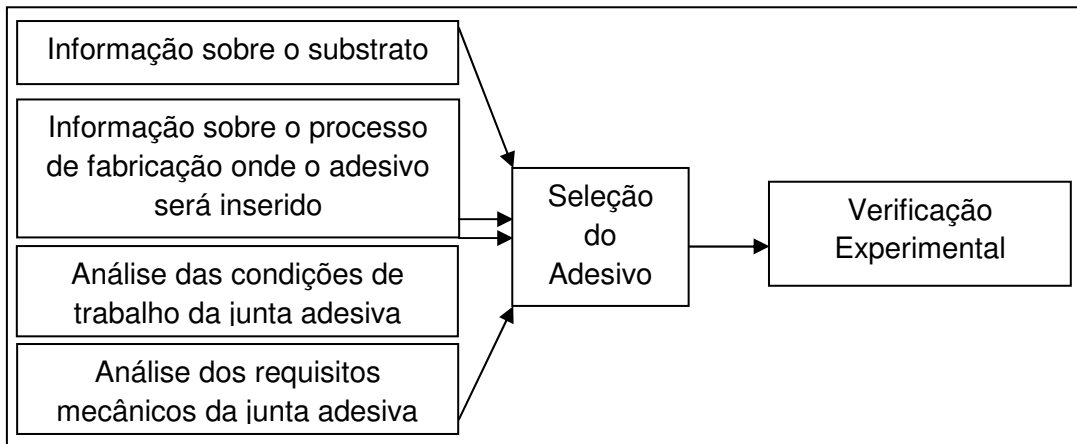 Informação sobre o substrato
Informação sobre o processo
de fabricação onde o adesivo
será inserido
Análise das condições de
trabalho da junta adesiva
Análise dos requisitos
mecânicos da junta adesiva
Seleção
do
Adesivo
Verificação
Experimental